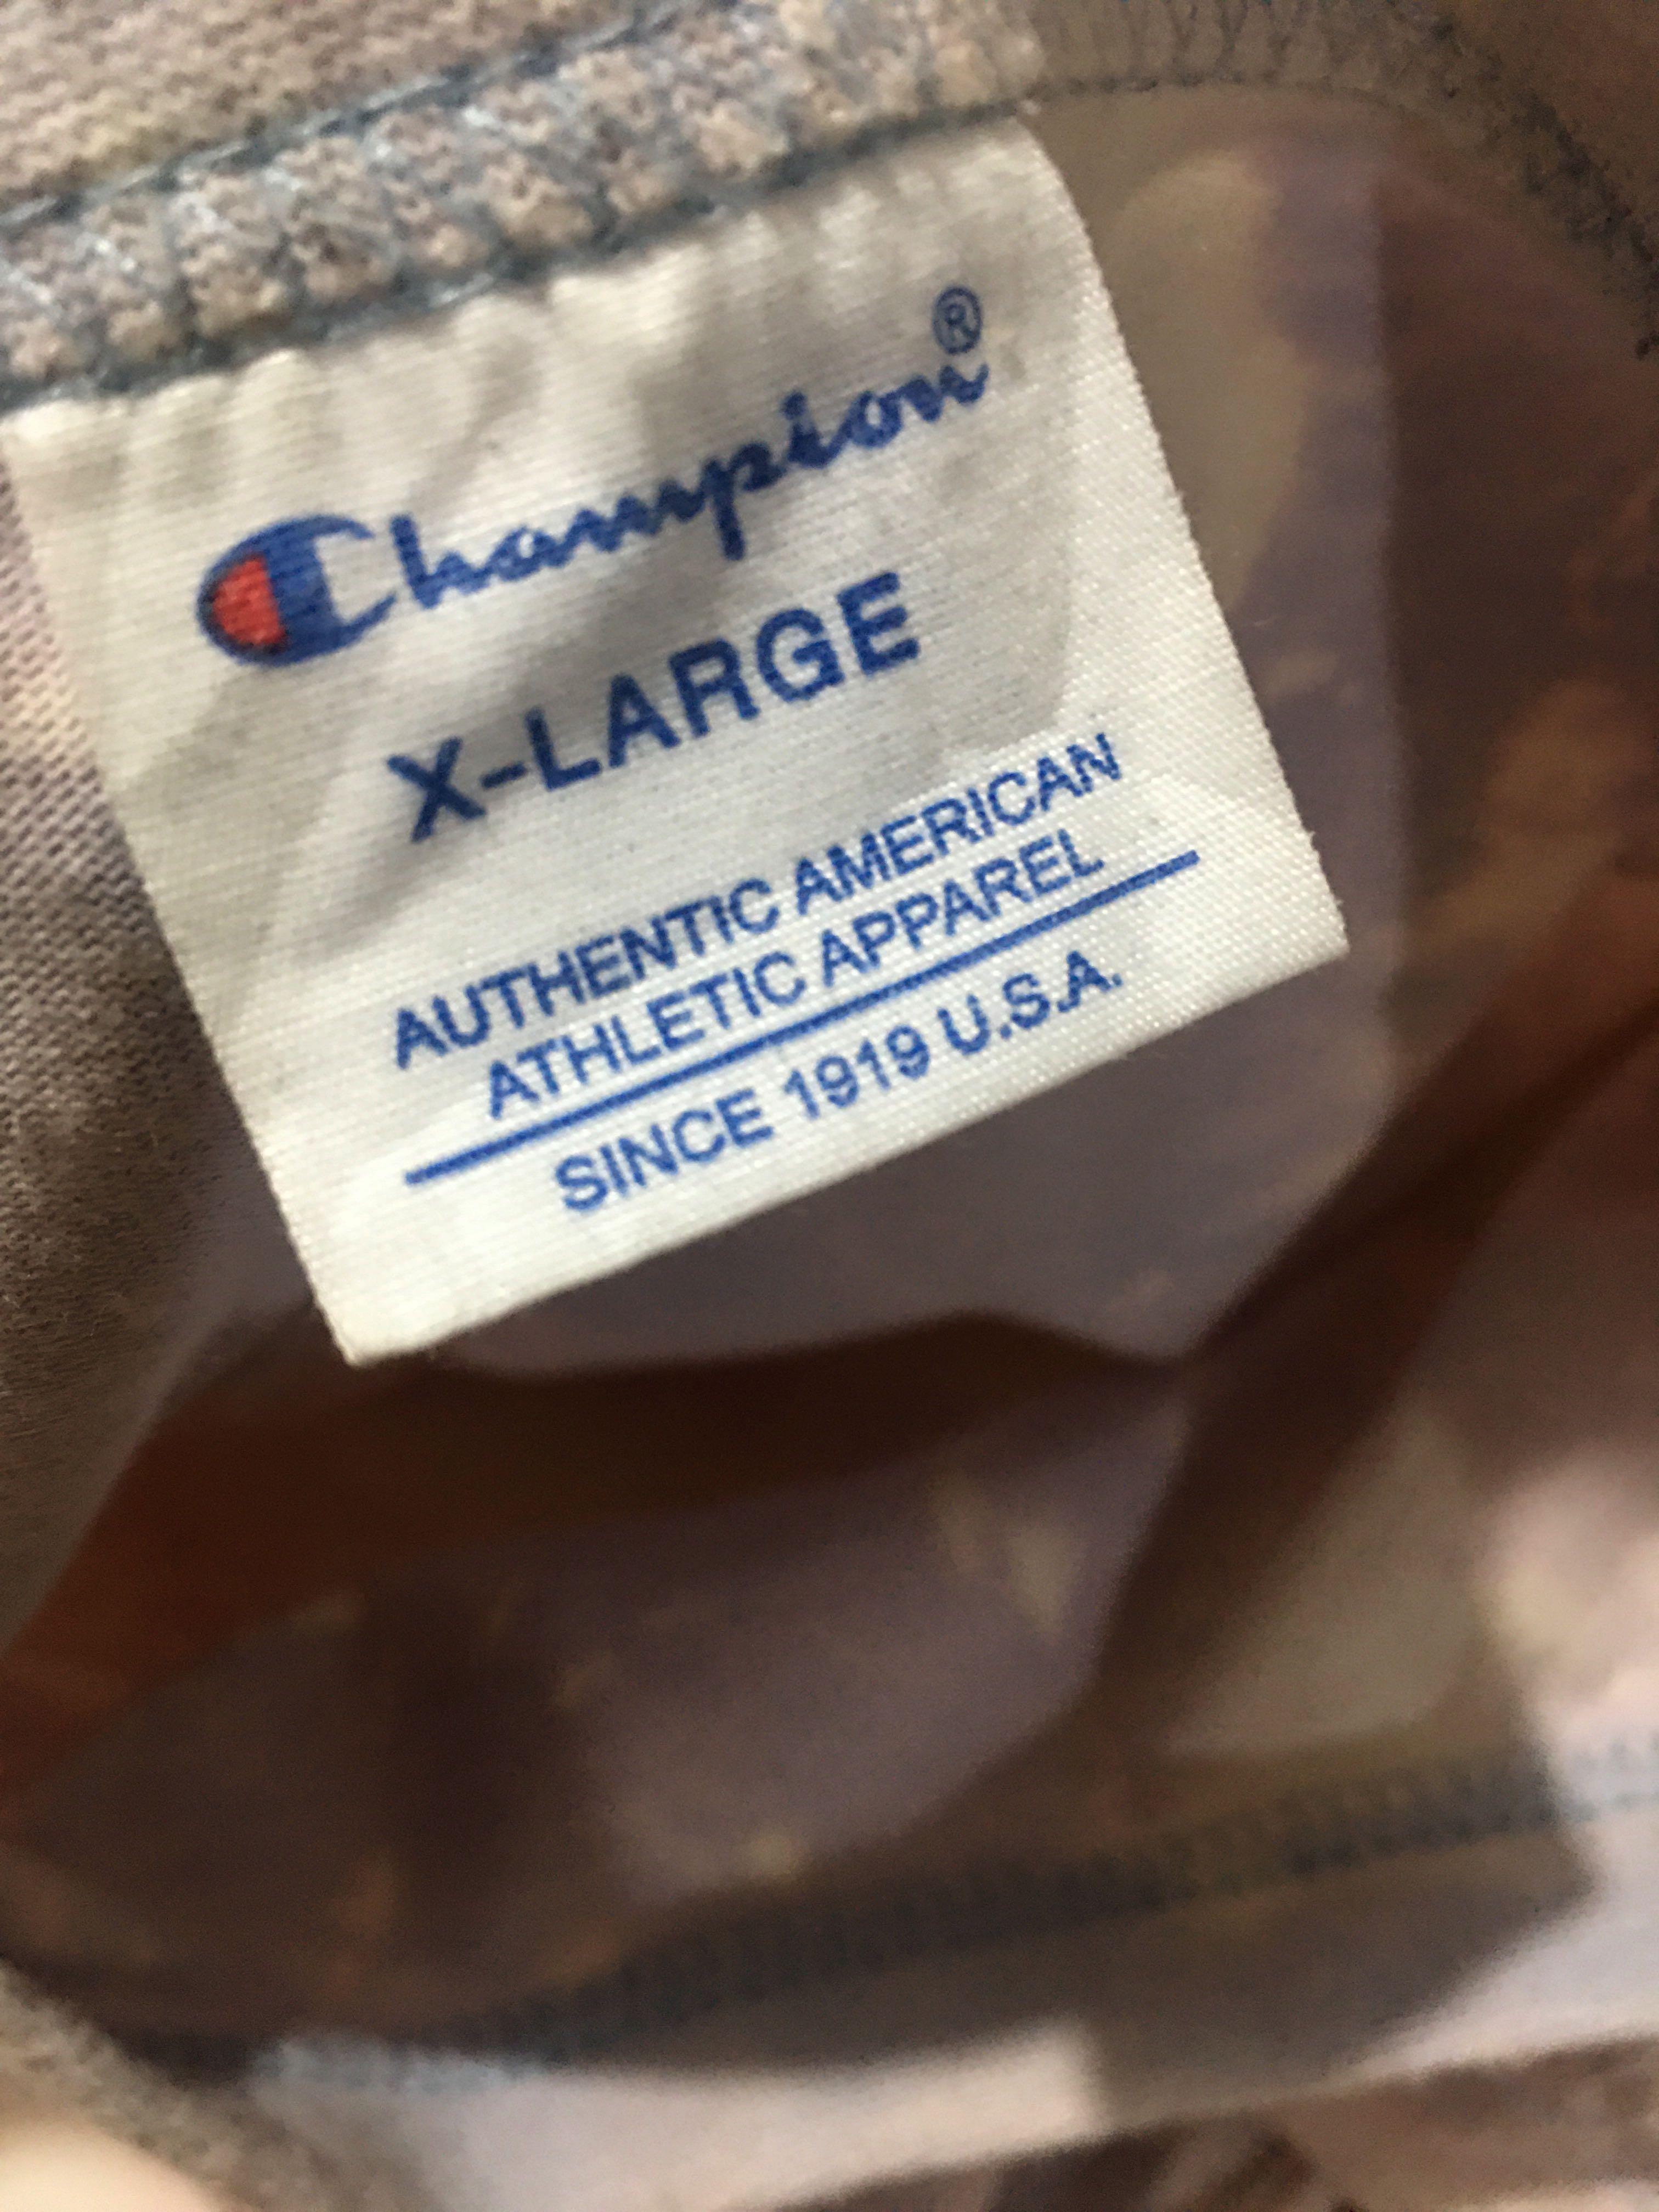 Champion®
X-LARGE
AUTHENTIC AMERICAN
ATHLETIC APPAREL
SINCE 1919 U.S.A.